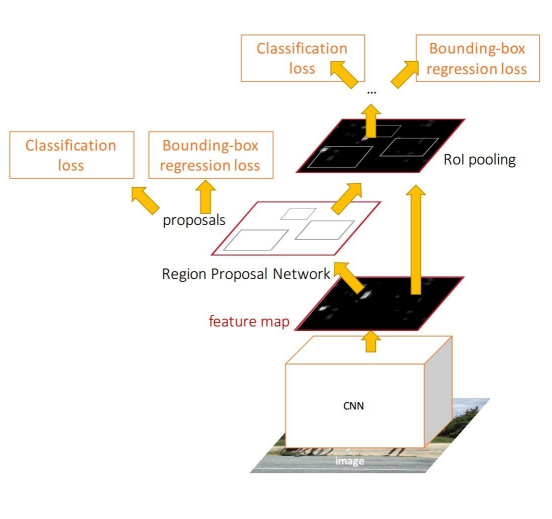 Classification
loss
Bounding-box
regression loss
...
Classification
loss
Bounding-box
regression loss
RoI pooling
proposals
Region Proposal Network
feature map
CNN
image